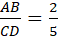 AB/CD = 2/5